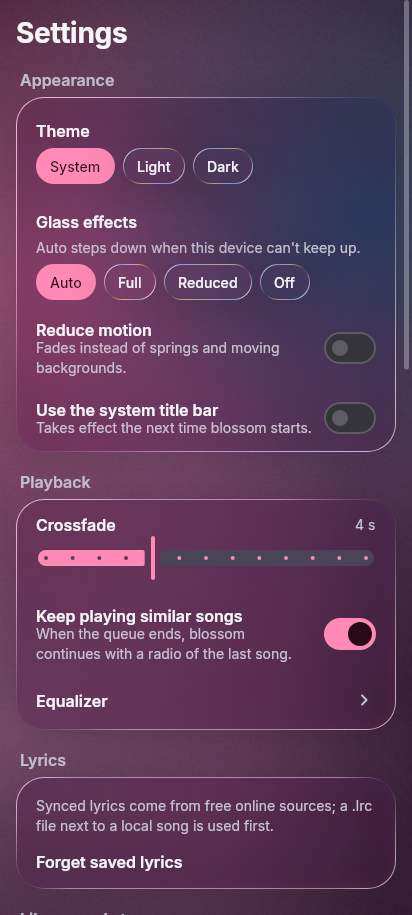 Settings
Appearance
Theme
System
Light
Dark
Glass effects
Auto steps down when this device can't keep up.
Auto
Full
Reduced
Off
Reduce motion
Fades instead of springs and moving
backgrounds.
Use the system title bar
Takes effect the next time blossom starts.
Playback
Crossfade
4 s
Keep playing similar songs
When the queue ends, blossom
continues with a radio of the last song.
Equalizer
Lyrics
Synced lyrics come from free online sources; a .lrc
file next to a local song is used first.
Forget saved lyrics